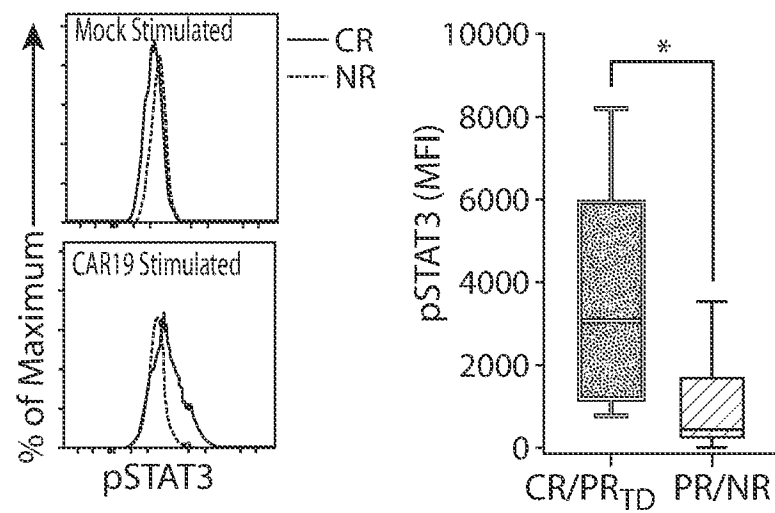 Mock Stimulated
CR
NR
CAR19 Stimulated
% of Maximum
pSTAT3
*
pSTAT3 (MFI)
10000
8000
6000
4000
2000
0
CR/PRTD PR/NR